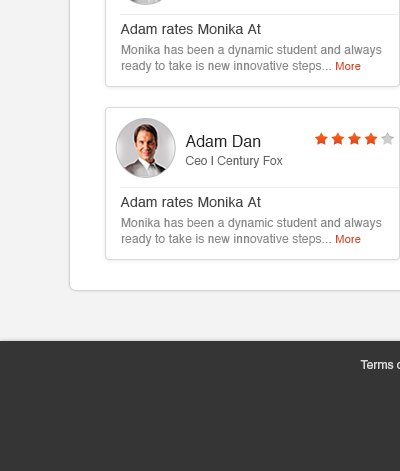 Adam rates Monika At
Monika has been a dynamic student and always
ready to take is new innovative steps... More
Adam Dan
Ceo I Century Fox
Adam rates Monika At
Monika has been a dynamic student and always
ready to take is new innovative steps... More
Terms